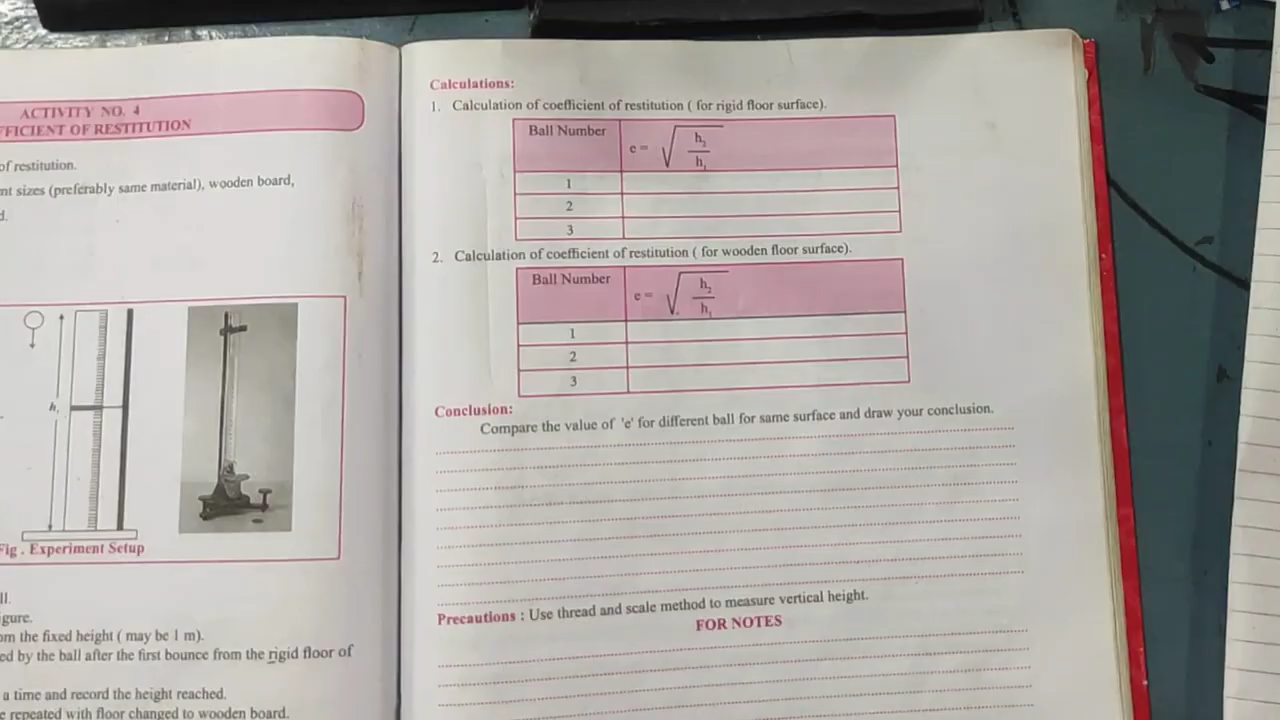 ACTIVITY NO. 4
FFICIENT OF RESTITUTION
of restitution.
nt sizes (preferably same material), wooden board,
d.
h₁
Fig . Experiment Setup
ll.
igure.
om the fixed height ( may be 1 m).
ed by the ball after the first bounce from the rigid floor of
a time and record the height reached.
e repeated with floor changed to wooden board.
Calculations:
1. Calculation of coefficient of restitution ( for rigid floor surface).
Ball Number e = √ h₂ / h₁
1
2
3
2. Calculation of coefficient of restitution ( for wooden floor surface).
Ball Number e = √ h₂ / h₁
1
2
3
Conclusion:
Compare the value of 'e' for different ball for same surface and draw your conclusion.
Precautions : Use thread and scale method to measure vertical height.
FOR NOTES